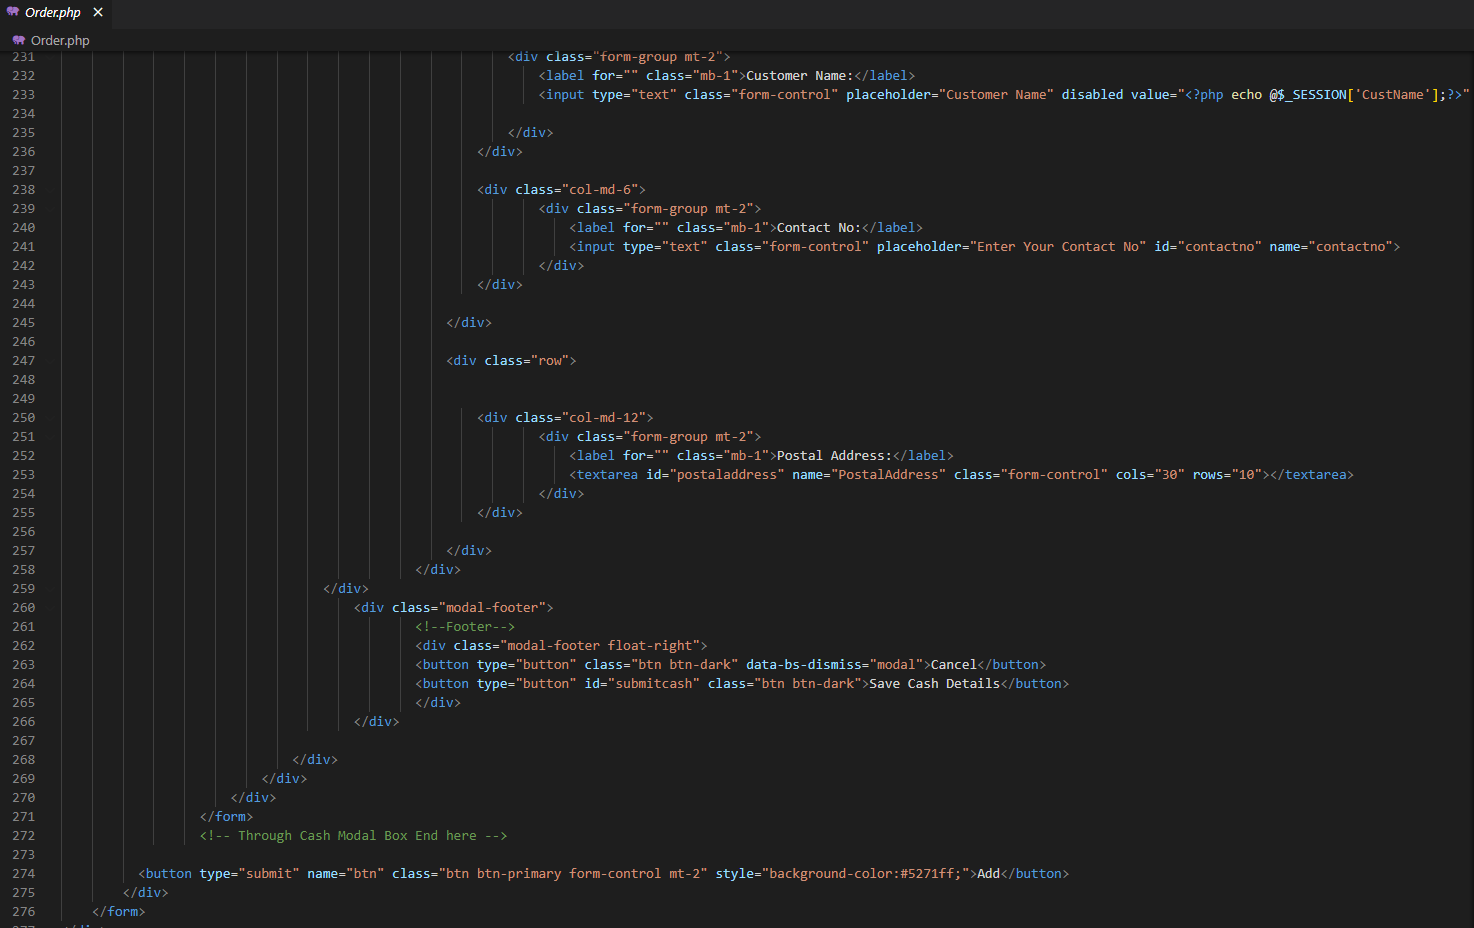 Order.php ×
Order.php
231 <div class="form-group mt-2">
232 <label for="" class="mb-1">Customer Name:</label>
233 <input type="text" class="form-control" placeholder="Customer Name" disabled value="<?php echo @$_SESSION['CustName'];?>"
234
235 </div>
236 </div>
237
238 <div class="col-md-6">
239 <div class="form-group mt-2">
240 <label for="" class="mb-1">Contact No:</label>
241 <input type="text" class="form-control" placeholder="Enter Your Contact No" id="contactno" name="contactno">
242 </div>
243 </div>
244
245 </div>
246
247 <div class="row">
248
249
250 <div class="col-md-12">
251 <div class="form-group mt-2">
252 <label for="" class="mb-1">Postal Address:</label>
253 <textarea id="postaladdress" name="PostalAddress" class="form-control" cols="30" rows="10"></textarea>
254 </div>
255 </div>
256
257 </div>
258 </div>
259 </div>
260 <div class="modal-footer">
261 <!--Footer-->
262 <div class="modal-footer float-right">
263 <button type="button" class="btn btn-dark" data-bs-dismiss="modal">Cancel</button>
264 <button type="button" id="submitcash" class="btn btn-dark">Save Cash Details</button>
265 </div>
266 </div>
267
268 </div>
269 </div>
270 </div>
271 </form>
272 <!-- Through Cash Modal Box End here -->
273
274 <button type="submit" name="btn" class="btn btn-primary form-control mt-2" style="background-color:#5271ff;">Add</button>
275 </div>
276 </form>